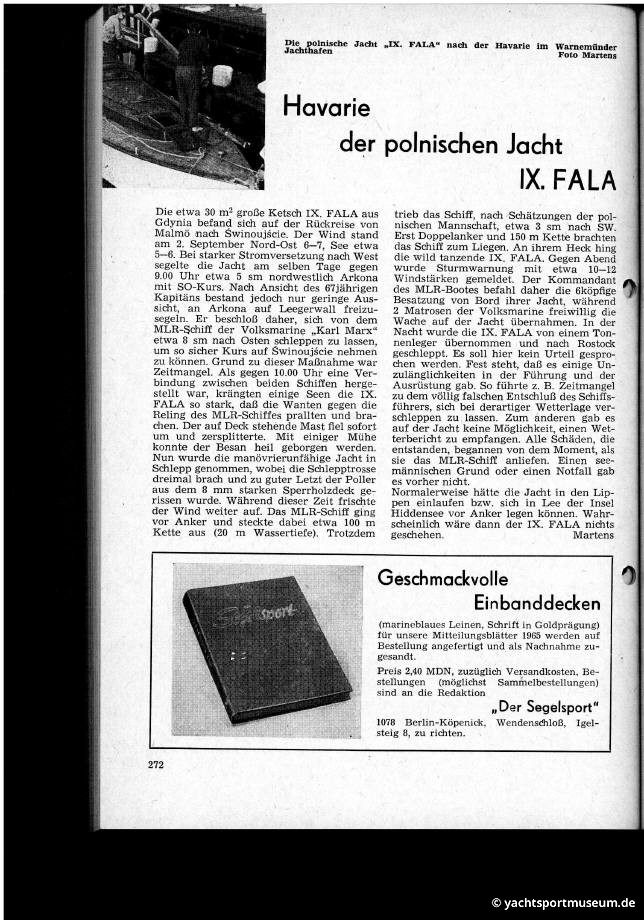 Die polnische Jacht „IX. FALA“ nach der Havarie im Warnemünder
Jachthafen Foto Martens
Havarie
der polnischen Jacht
IX. FALA
Die etwa 30 m² große Ketsch IX. FALA aus
Gdynia befand sich auf der Rückreise von
Malmö nach Świnoujście. Der Wind stand
am 2. September Nord-Ost 6—7, See etwa
5—6. Bei starker Stromversetzung nach West
segelte die Jacht am selben Tage gegen
9.00 Uhr etwa 5 sm nordwestlich Arkona
mit SO-Kurs. Nach Ansicht des 67jährigen
Kapitäns bestand jedoch nur geringe Aus-
sicht, an Arkona auf Leegerwall freizu-
segeln. Er beschloß daher, sich von dem
MLR-Schiff der Volksmarine „Karl Marx“
etwa 8 sm nach Osten schleppen zu lassen,
um so sicher Kurs auf Świnoujście nehmen
zu können. Grund zu dieser Maßnahme war
Zeitmangel. Als gegen 10.00 Uhr eine Ver-
bindung zwischen beiden Schiffen herge-
stellt war, krängten einige Seen die IX.
FALA so stark, daß die Wanten gegen die
Reling des MLR-Schiffes prallten und bra-
chen. Der auf Deck stehende Mast fiel sofort
um und zersplitterte. Mit einiger Mühe
konnte der Besan heil geborgen werden.
Nun wurde die manövrierunfähige Jacht in
Schlepp genommen, wobei die Schlepptrosse
dreimal brach und zu guter Letzt der Poller
aus dem 8 mm starken Sperrholzdeck ge-
rissen wurde. Während dieser Zeit frischte
der Wind weiter auf. Das MLR-Schiff ging
vor Anker und steckte dabei etwa 100 m
Kette aus (20 m Wassertiefe). Trotzdem
trieb das Schiff, nach Schätzungen der pol-
nischen Mannschaft, etwa 3 sm nach SW.
Erst Doppelanker und 150 m Kette brachten
das Schiff zum Liegen. An ihrem Heck hing
die wild tanzende IX. FALA. Gegen Abend
wurde Sturmwarnung mit etwa 10—12
Windstärken gemeldet. Der Kommandant
des MLR-Bootes befahl daher die 6köpfige
Besatzung von Bord ihrer Jacht, während
2 Matrosen der Volksmarine freiwillig die
Wache auf der Jacht übernahmen. In der
Nacht wurde die IX. FALA von einem Ton-
nenleger übernommen und nach Rostock
geschleppt. Es soll hier kein Urteil gespro-
chen werden. Fest steht, daß es einige Un-
zulänglichkeiten in der Führung und der
Ausrüstung gab. So führte z. B. Zeitmangel
zu dem völlig falschen Entschluß des Schiffs-
führers, sich bei derartiger Wetterlage ver-
schleppen zu lassen. Zum anderen gab es
auf der Jacht keine Möglichkeit, einen Wet-
terbericht zu empfangen. Alle Schäden, die
entstanden, begannen von dem Moment, als
sie das MLR-Schiff anliefen. Einen see-
männischen Grund oder einen Notfall gab
es vorher nicht.
Normalerweise hätte die Jacht in den Lip-
pen einlaufen bzw. sich in Lee der Insel
Hiddensee vor Anker legen können. Wahr-
scheinlich wäre dann der IX. FALA nichts
geschehen. Martens
sport
Geschmackvolle
Einbanddecken
(marineblaues Leinen, Schrift in Goldprägung)
für unsere Mitteilungsblätter 1965 werden auf
Bestellung angefertigt und als Nachnahme zu-
gesandt.
Preis 2,40 MDN, zuzüglich Versandkosten, Be-
stellungen (möglichst Sammelbestellungen)
sind an die Redaktion
„Der Segelsport“
1078 Berlin-Köpenick, Wendenschloß, Igel-
steig 8, zu richten.
272
© yachtsportmuseum.de